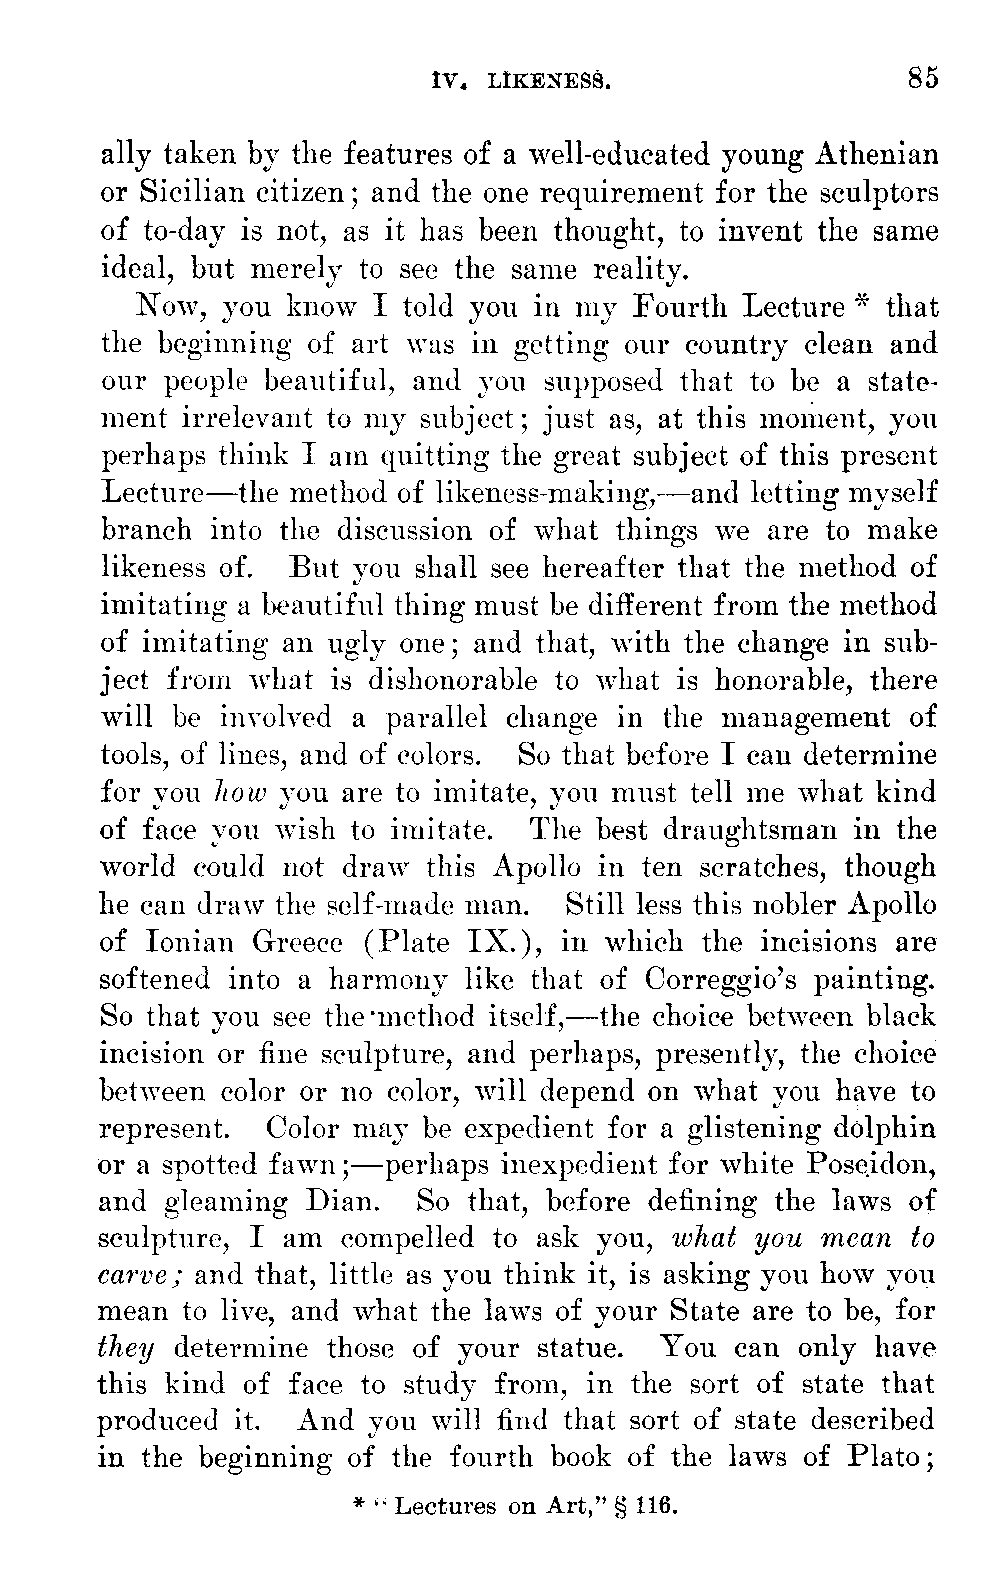 IV. LIKENESS. 85
ally taken by the features of a well-educated young Athenian
or Sicilian citizen; and the one requirement for the sculptors
of to-day is not, as it has been thought, to invent the same
ideal, but merely to see the same reality.
Now, you know I told you in my Fourth Lecture * that
the beginning of art was in getting our country clean and
our people beautiful, and you supposed that to be a state-
ment irrelevant to my subject; just as, at this moment, you
perhaps think I am quitting the great subject of this present
Lecture—the method of likeness-making,—and letting myself
branch into the discussion of what things we are to make
likeness of. But you shall see hereafter that the method of
imitating a beautiful thing must be different from the method
of imitating an ugly one; and that, with the change in sub-
ject from what is dishonorable to what is honorable, there
will be involved a parallel change in the management of
tools, of lines, and of colors. So that before I can determine
for you how you are to imitate, you must tell me what kind
of face you wish to imitate. The best draughtsman in the
world could not draw this Apollo in ten scratches, though
he can draw the self-made man. Still less this nobler Apollo
of Ionian Greece (Plate IX.), in which the incisions are
softened into a harmony like that of Correggio's painting.
So that you see the method itself,—the choice between black
incision or fine sculpture, and perhaps, presently, the choice
between color or no color, will depend on what you have to
represent. Color may be expedient for a glistening dolphin
or a spotted fawn;—perhaps inexpedient for white Poseidon,
and gleaming Dian. So that, before defining the laws of
sculpture, I am compelled to ask you, what you mean to
carve; and that, little as you think it, is asking you how you
mean to live, and what the laws of your State are to be, for
they determine those of your statue. You can only have
this kind of face to study from, in the sort of state that
produced it. And you will find that sort of state described
in the beginning of the fourth book of the laws of Plato;
* "Lectures on Art," § 116.